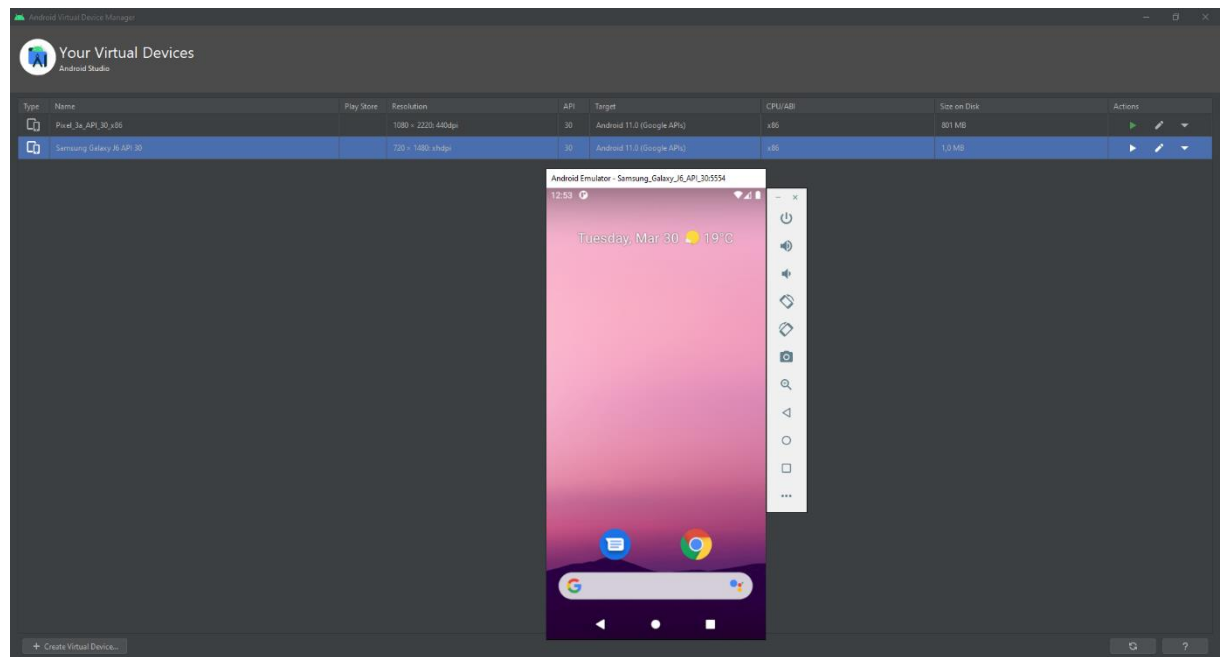 Android Virtual Device Manager
Your Virtual Devices
Android Studio
Type Name Play Store Resolution API Target CPU/ABI Size on Disk Actions
Pixel_3a_API_30_x86 1080 × 2220: 440dpi 30 Android 11.0 (Google APIs) x86 801 MB
Samsung Galaxy J6 API 30 720 × 1480: xhdpi 30 Android 11.0 (Google APIs) x86 1,0 MB
Android Emulator - Samsung_Galaxy_J6_API_30:5554
12:53
Tuesday, Mar 30 19°C
+ Create Virtual Device...
?